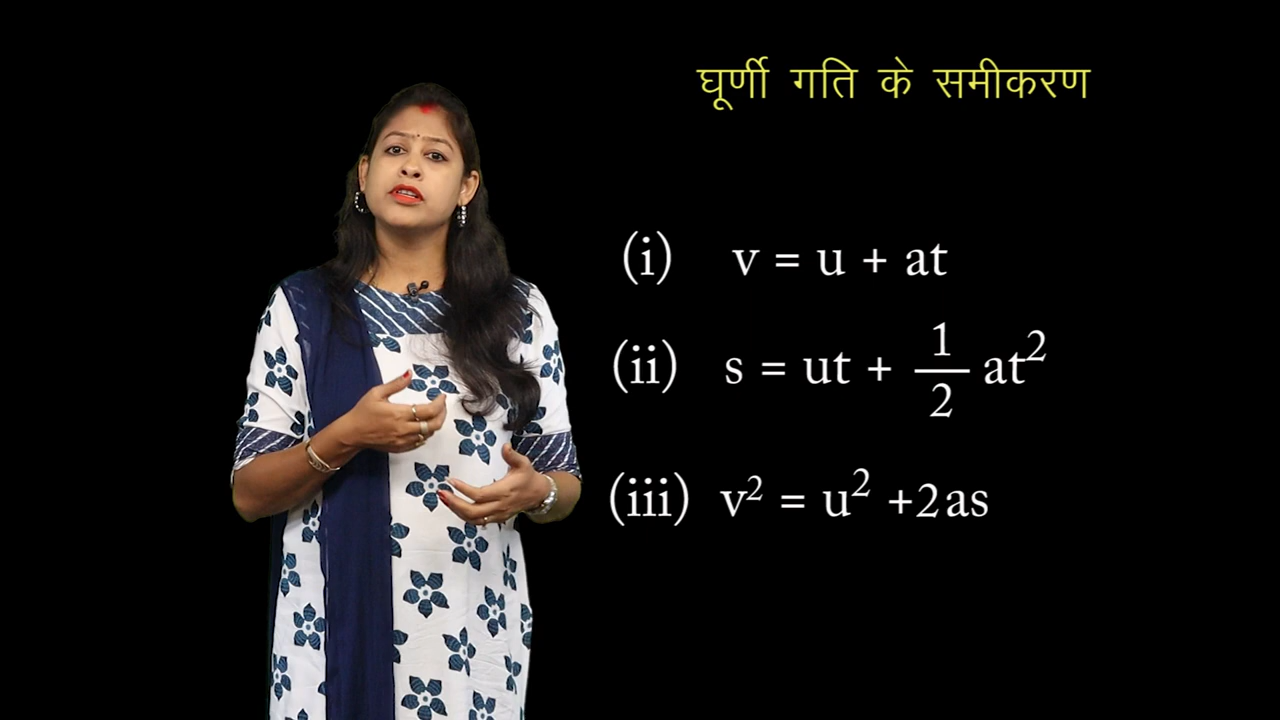 घूर्णी गति के समीकरण
(i) v = u + at
(ii) s = ut + 1/2 at²
(iii) v² = u² +2as